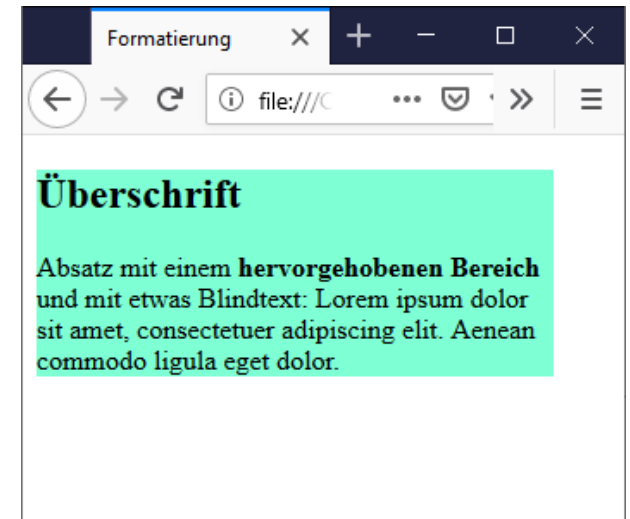 Formatierung
file:///
Überschrift
Absatz mit einem hervorgehobenen Bereich
und mit etwas Blindtext: Lorem ipsum dolor
sit amet, consectetuer adipiscing elit. Aenean
commodo ligula eget dolor.